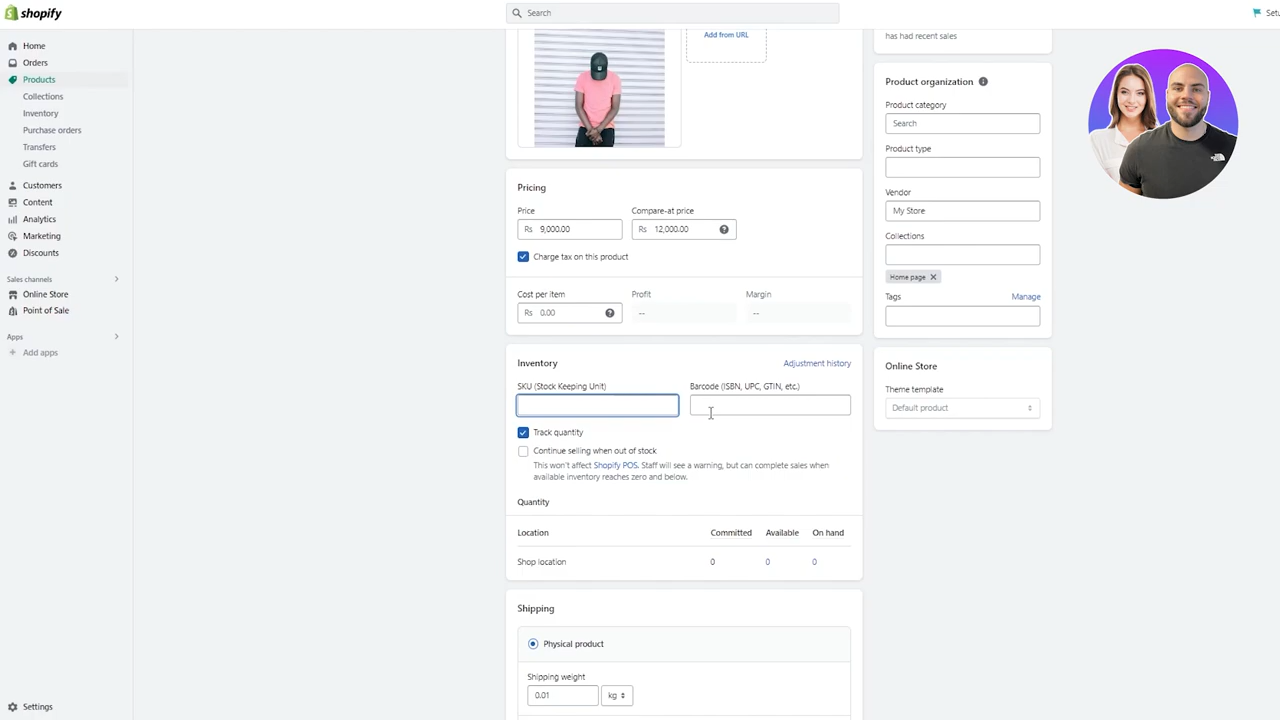 shopify
Search
Setu
Home
Orders
Products
Collections
Inventory
Purchase orders
Transfers
Gift cards
Customers
Content
Analytics
Marketing
Discounts
Sales channels
Online Store
Point of Sale
Apps
Add apps
Settings
Add from URL
Pricing
Price
Compare-at price
Rs 9,000.00
Rs 12,000.00
Charge tax on this product
Cost per item
Profit
Margin
Rs 0.00
--
--
Inventory
Adjustment history
SKU (Stock Keeping Unit)
Barcode (ISBN, UPC, GTIN, etc.)
Track quantity
Continue selling when out of stock
This won't affect Shopify POS. Staff will see a warning, but can complete sales when
available inventory reaches zero and below.
Quantity
Location
Committed
Available
On hand
Shop location
0
0
0
Shipping
Physical product
Shipping weight
0.01
kg
has had recent sales
Product organization
Product category
Search
Product type
Vendor
My Store
Collections
Home page
Tags
Manage
Online Store
Theme template
Default product